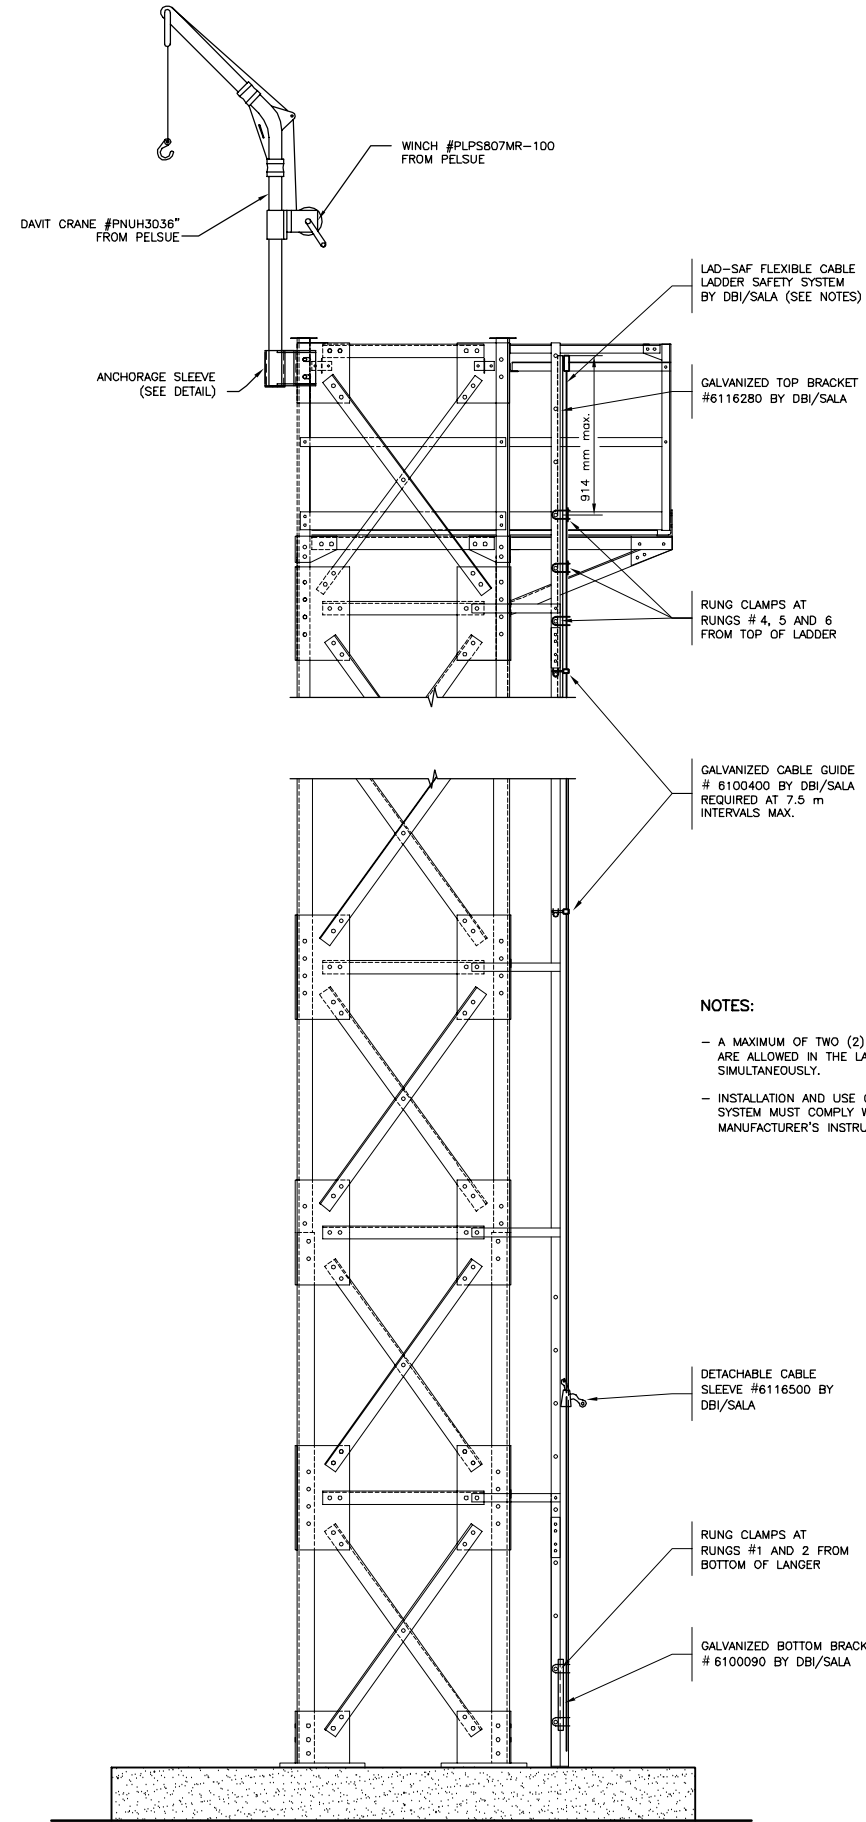 WINCH #PLPS807MR-100
FROM PELSUE
DAVIT CRANE #PNUH3036"
FROM PELSUE
LAD-SAF FLEXIBLE CABLE
LADDER SAFETY SYSTEM
BY DBI/SALA (SEE NOTES)
ANCHORAGE SLEEVE
(SEE DETAIL)
GALVANIZED TOP BRACKET
#6116280 BY DBI/SALA
914 mm max.
RUNG CLAMPS AT
RUNGS # 4, 5 AND 6
FROM TOP OF LADDER
GALVANIZED CABLE GUIDE
# 6100400 BY DBI/SALA
REQUIRED AT 7.5 m
INTERVALS MAX.
NOTES:
- A MAXIMUM OF TWO (2)
ARE ALLOWED IN THE LA
SIMULTANEOUSLY.
- INSTALLATION AND USE
SYSTEM MUST COMPLY
MANUFACTURER'S INSTRU
DETACHABLE CABLE
SLEEVE #6116500 BY
DBI/SALA
RUNG CLAMPS AT
RUNGS #1 AND 2 FROM
BOTTOM OF LANGER
GALVANIZED BOTTOM BRACK
# 6100090 BY DBI/SALA